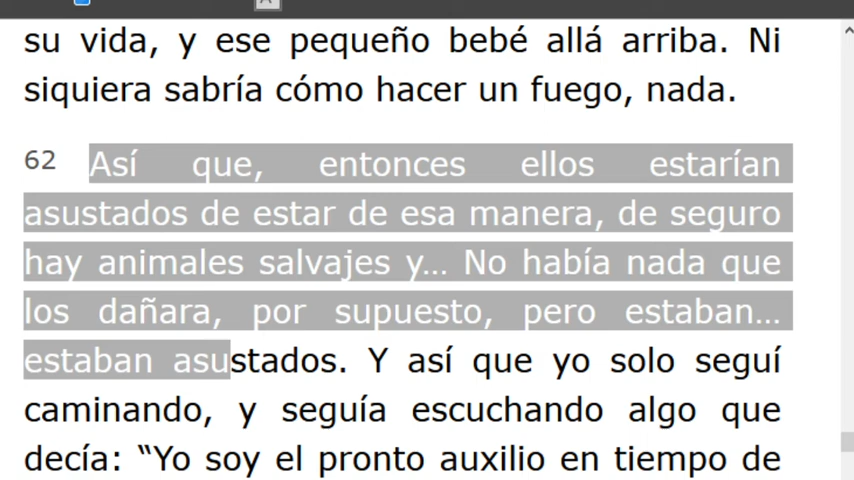 su vida, y ese pequeño bebé allá arriba. Ni
siquiera sabría cómo hacer un fuego, nada.
62 Así que, entonces ellos estarían
asustados de estar de esa manera, de seguro
hay animales salvajes y… No había nada que
los dañara, por supuesto, pero estaban…
estaban asustados. Y así que yo solo seguí
caminando, y seguía escuchando algo que
decía: “Yo soy el pronto auxilio en tiempo de